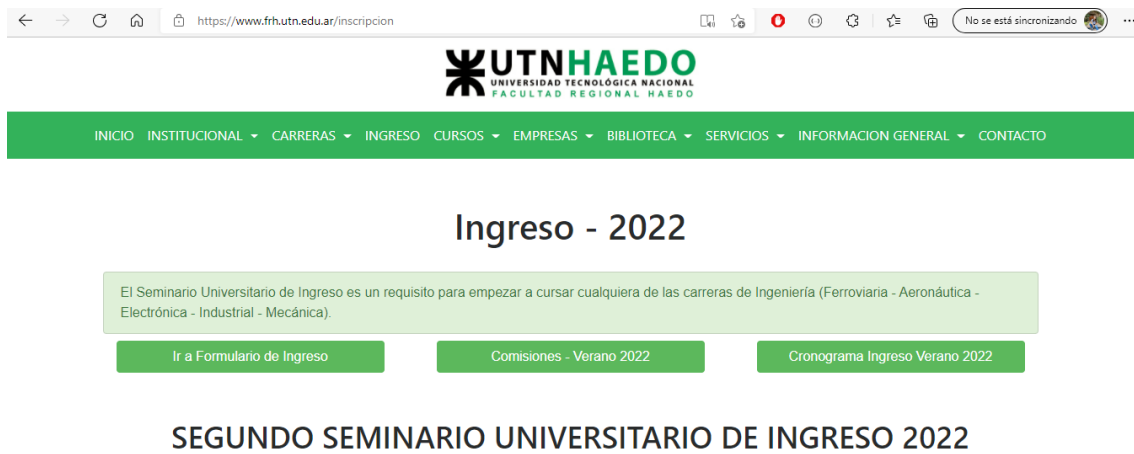 https://www.frh.utn.edu.ar/inscripcion
No se está sincronizando
UTNHAEDO
UNIVERSIDAD TECNOLÓGICA NACIONAL
FACULTAD REGIONAL HAEDO
INICIO INSTITUCIONAL CARRERAS INGRESO CURSOS EMPRESAS BIBLIOTECA SERVICIOS INFORMACION GENERAL CONTACTO
Ingreso - 2022
El Seminario Universitario de Ingreso es un requisito para empezar a cursar cualquiera de las carreras de Ingeniería (Ferroviaria - Aeronáutica -
Electrónica - Industrial - Mecánica).
Ir a Formulario de Ingreso
Comisiones - Verano 2022
Cronograma Ingreso Verano 2022
SEGUNDO SEMINARIO UNIVERSITARIO DE INGRESO 2022